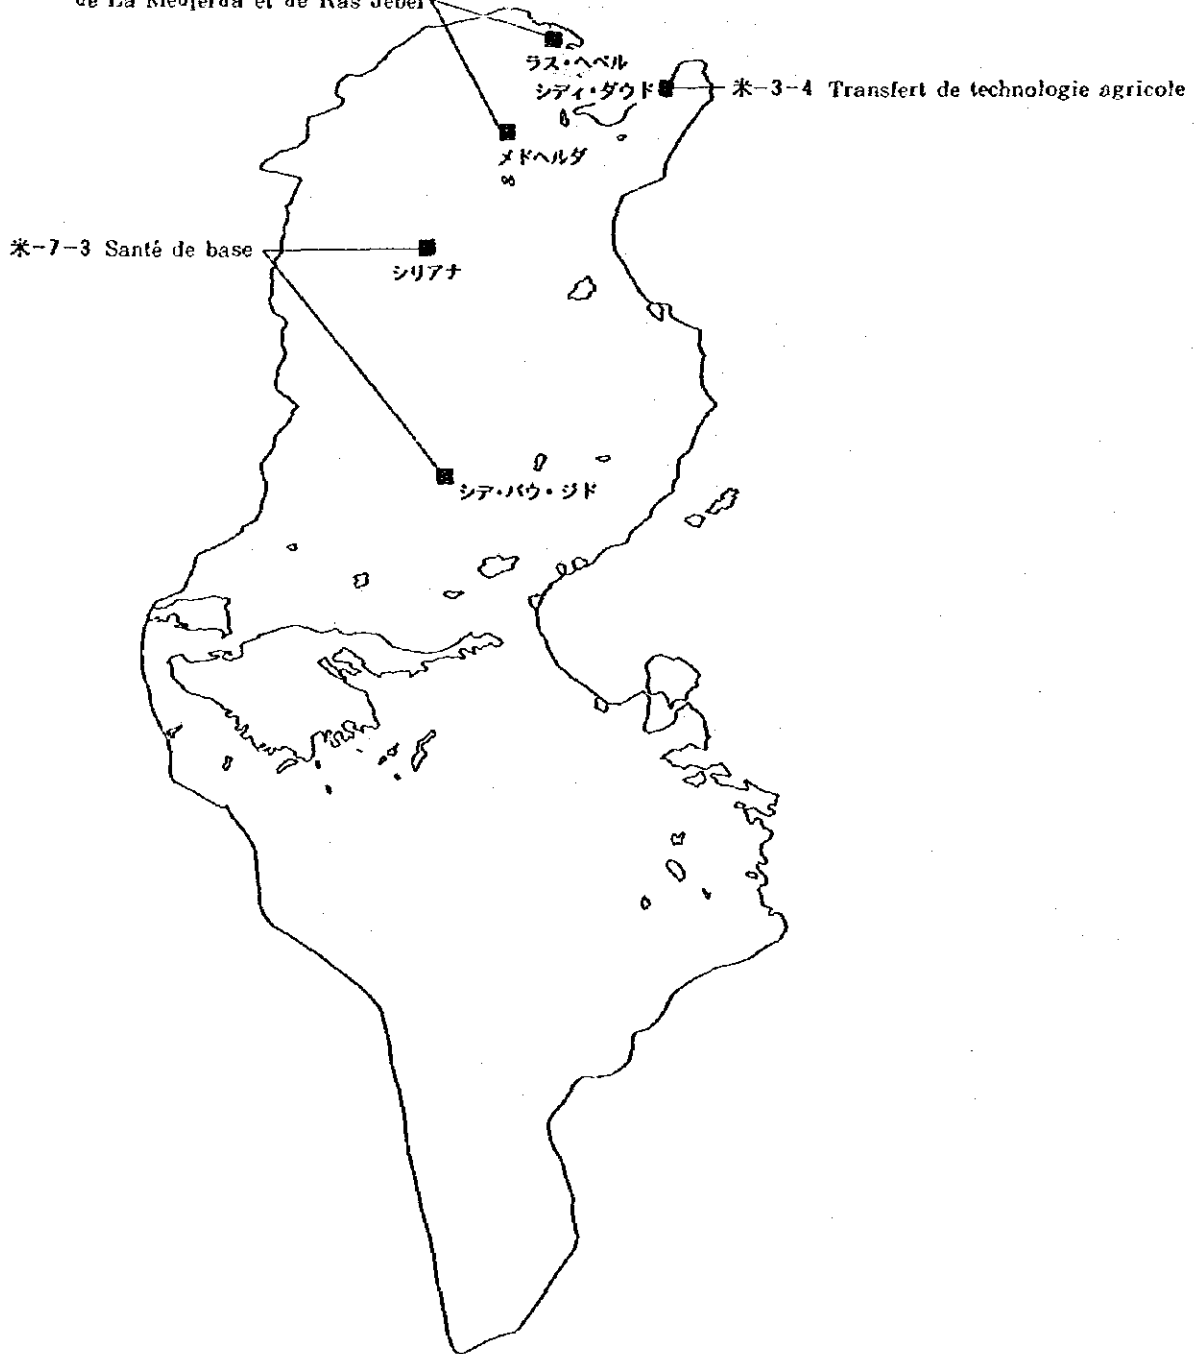 de La Medjerda et de Ras Jebel
ラス・ヘベル
シディ・ダウド
米-3-4 Transfert de technologie agricole
メドヘルダ
米-7-3 Santé de base
シリアナ
シデ・バウ・ジド